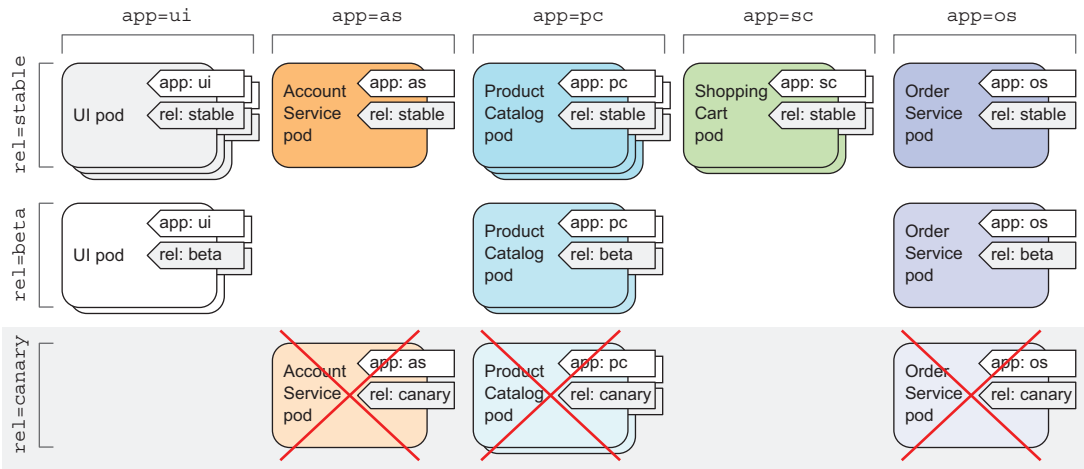 app=ui
app=as
app=pc
app=sc
app=os
rel=stable
UI pod
app: ui
rel: stable
Account
Service
pod
app: as
rel: stable
Product
Catalog
pod
app: pc
rel: stable
Shopping
Cart
pod
app: sc
rel: stable
Order
Service
pod
app: os
rel: stable
rel=beta
UI pod
app: ui
rel: beta
Product
Catalog
pod
app: pc
rel: beta
Order
Service
pod
app: os
rel: beta
rel=canary
Account
Service
pod
app: as
rel: canary
Product
Catalog
pod
app: pc
rel: canary
Order
Service
pod
app: os
rel: canary